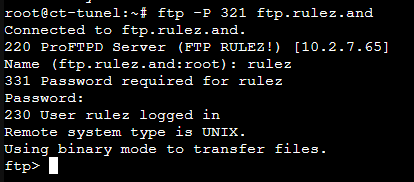 root@ct-tunel:~# ftp -P 321 ftp.rulez.and
Connected to ftp.rulez.and.
220 ProFTPD Server (FTP RULEZ!) [10.2.7.65]
Name (ftp.rulez.and:root): rulez
331 Password required for rulez
Password:
230 User rulez logged in
Remote system type is UNIX.
Using binary mode to transfer files.
ftp>